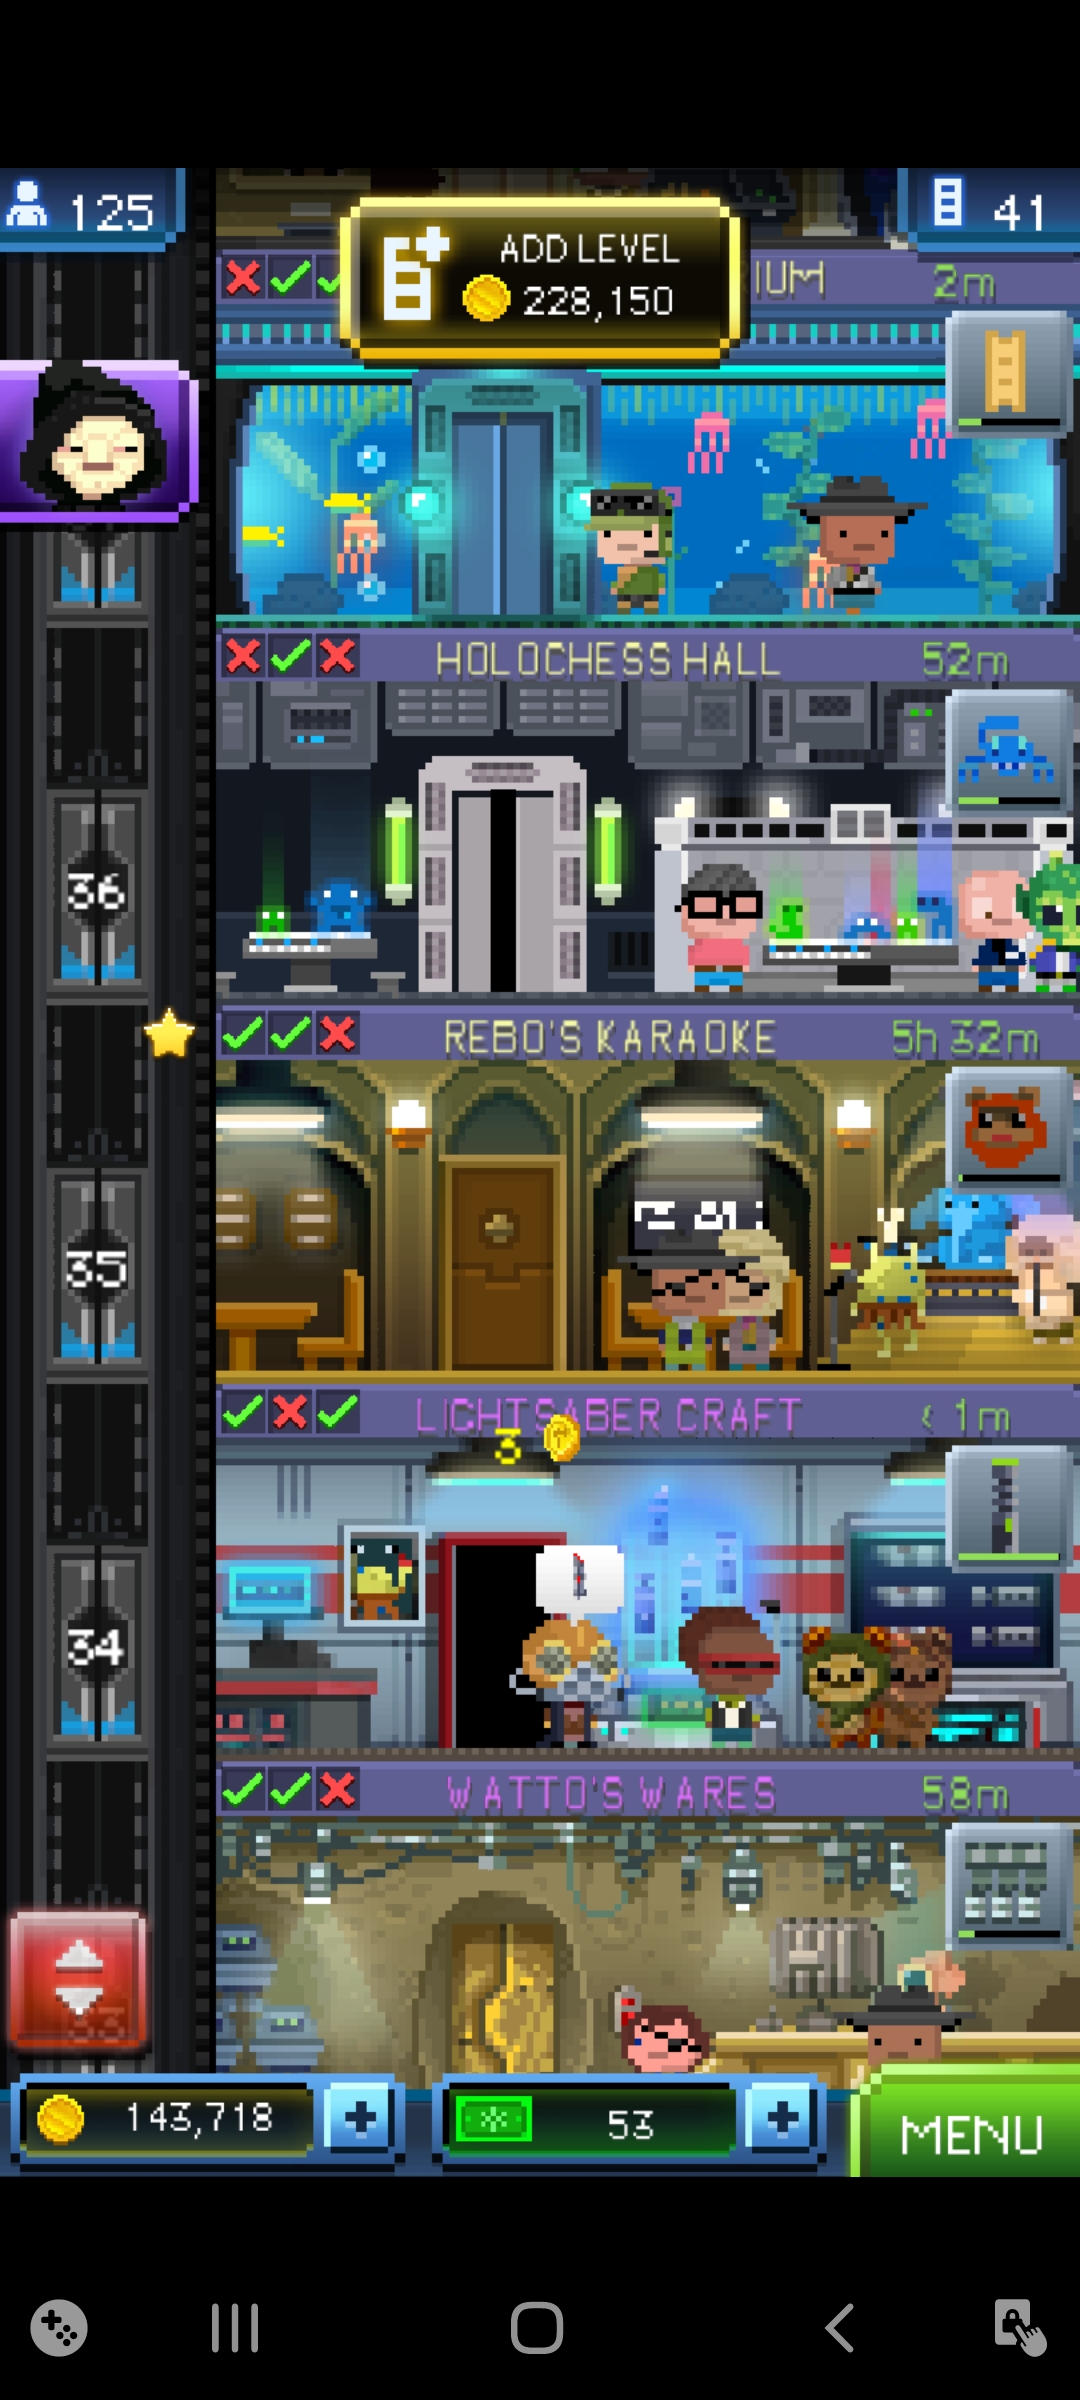 125
41
ADD LEVEL
228,150
IUM 2m
HOLOCHESS HALL 52m
36
REBO'S KARAOKE 5h 32m
35
LIGHTSABER CRAFT < 1m
3
34
WATTO'S WARES 58m
33
143,718
53
MENU